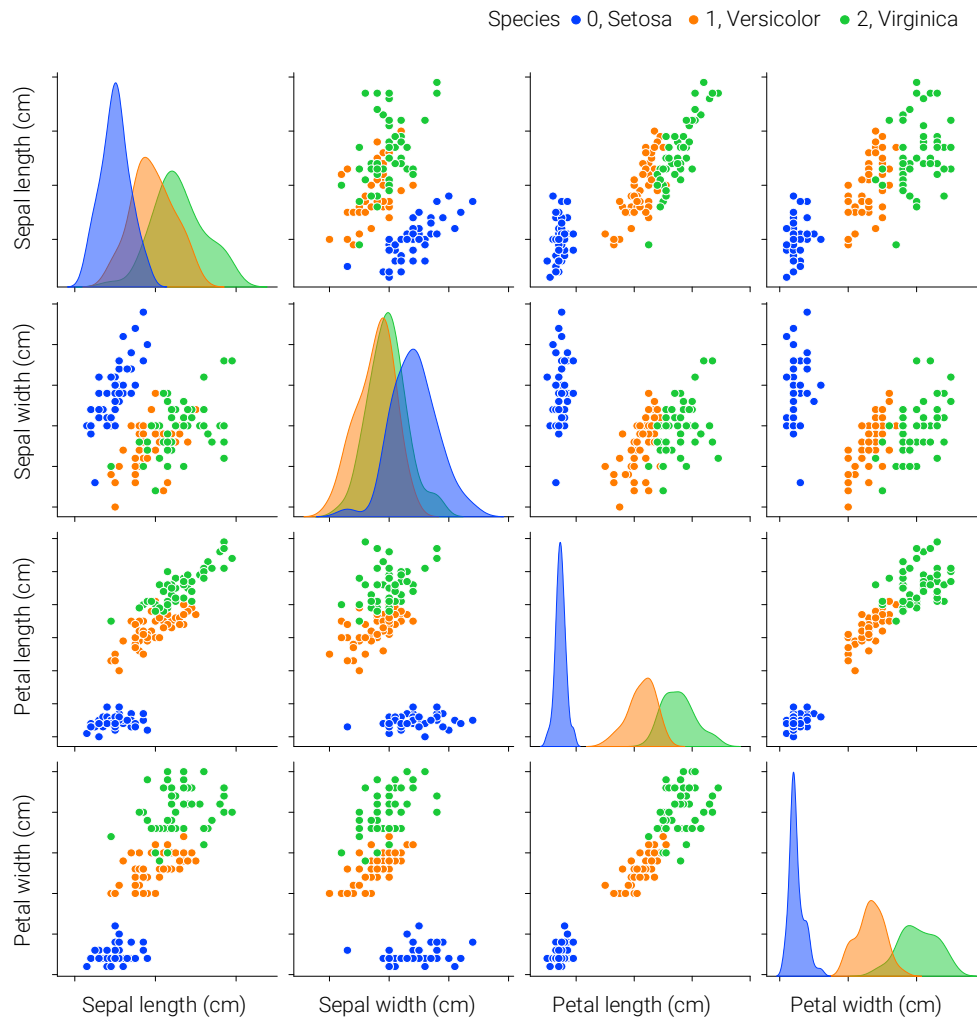 Species 0, Setosa 1, Versicolor 2, Virginica
Sepal length (cm)
Sepal width (cm)
Petal length (cm)
Petal width (cm)
Sepal length (cm) Sepal width (cm) Petal length (cm) Petal width (cm)